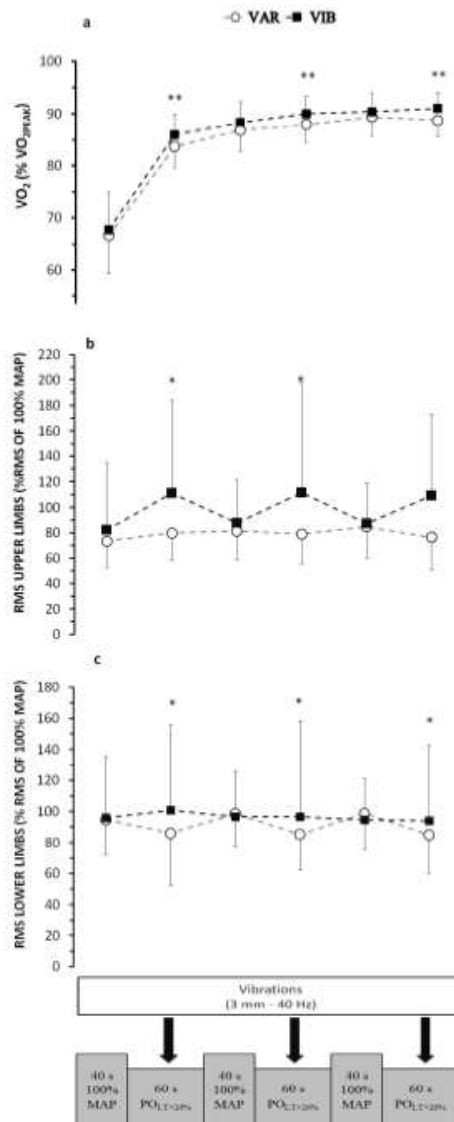 a
VAR VIB
**
**
**
100
90
80
70
60
VO2 (% VO2PEAK)
b
220
200
180
160
140
120
100
80
60
40
20
0
*
*
RMS UPPER LIMBS (%RMS OF 100% MAP)
c
180
160
140
120
100
80
60
40
20
0
*
*
*
RMS LOWER LIMBS (% RMS OF 100% MAP)
Vibrations
(3 mm - 40 Hz)
40 s
100%
MAP
60 s
POLT+20%
40 s
100%
MAP
60 s
POLT+20%
40 s
100%
MAP
60 s
POLT+20%